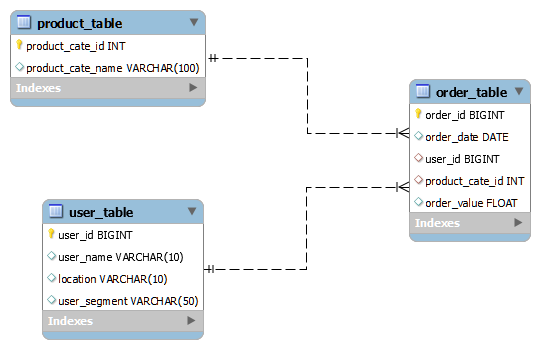 product_table
product_cate_id INT
product_cate_name VARCHAR(100)
Indexes
order_table
order_id BIGINT
order_date DATE
user_id BIGINT
product_cate_id INT
order_value FLOAT
Indexes
user_table
user_id BIGINT
user_name VARCHAR(10)
location VARCHAR(10)
user_segment VARCHAR(50)
Indexes